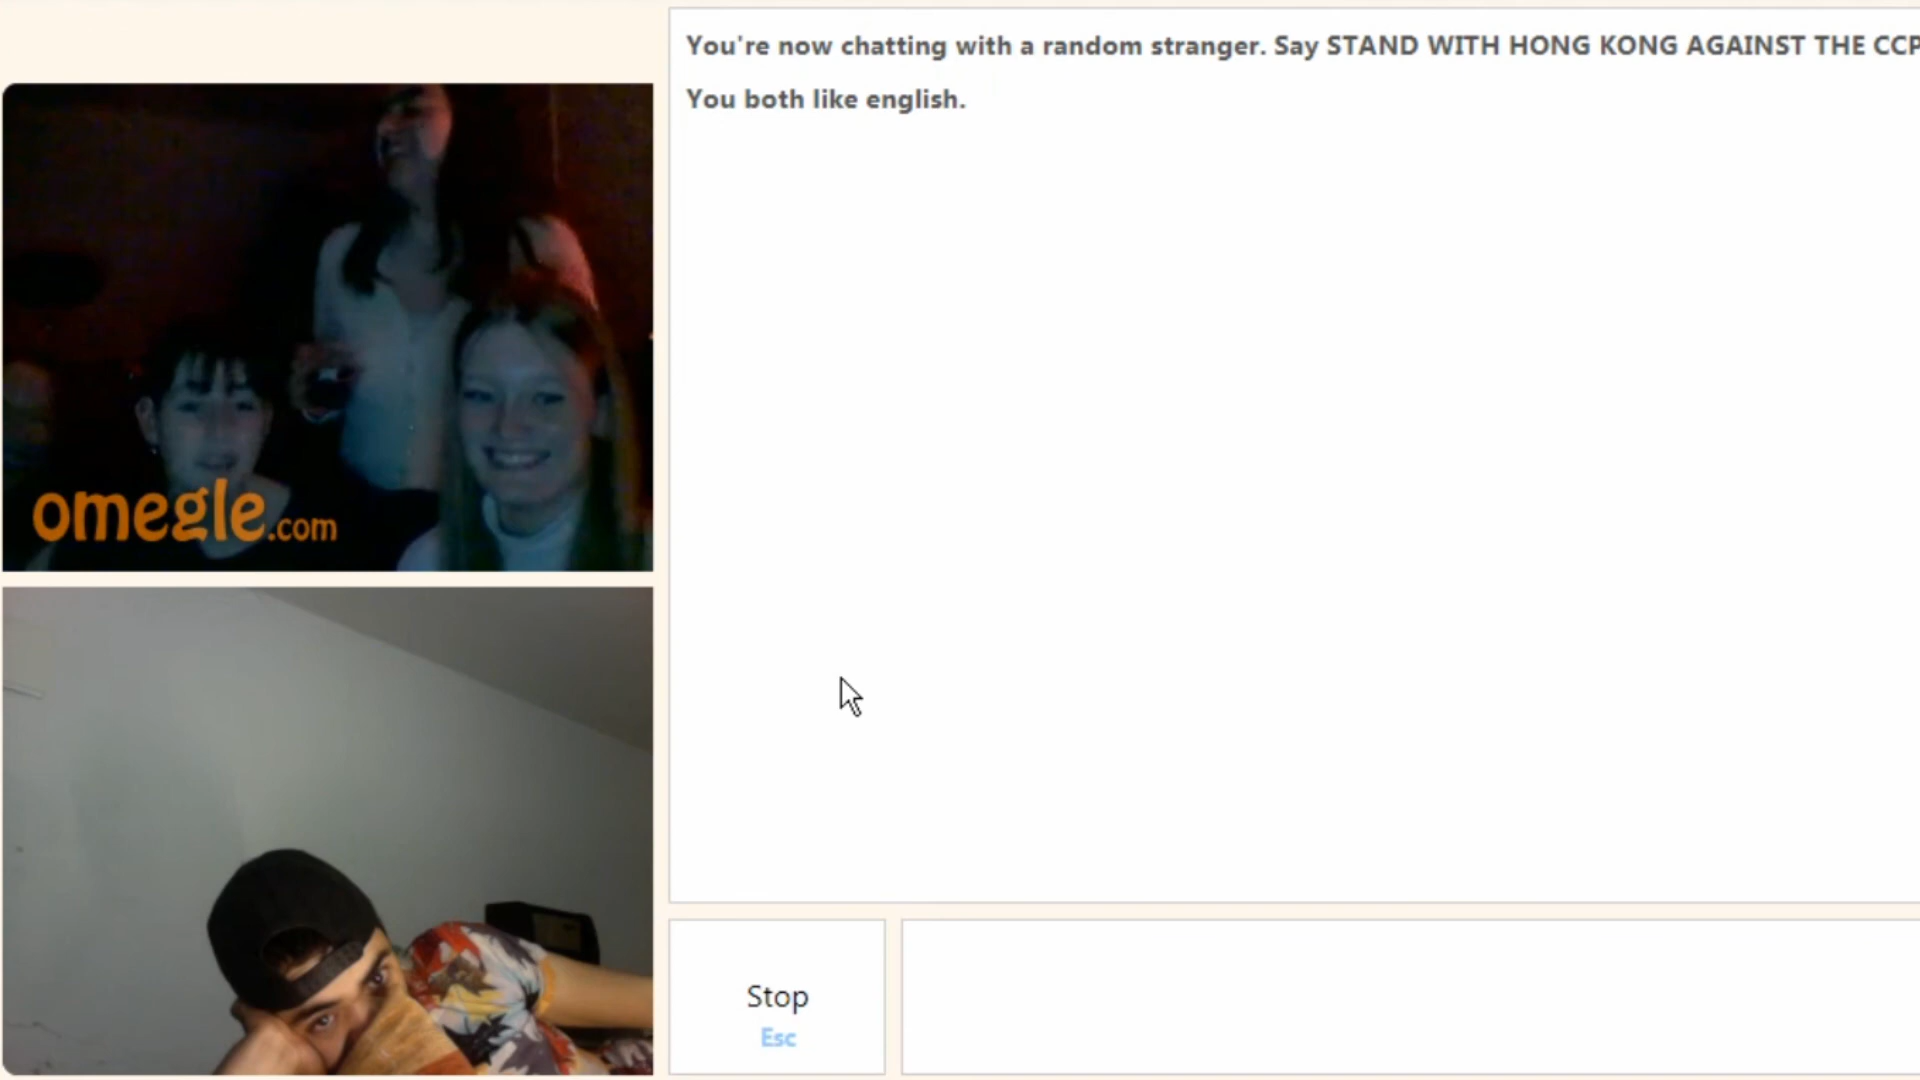 You're now chatting with a random stranger. Say STAND WITH HONG KONG AGAINST THE CCP
You both like english.
omegle.com
Stop
Esc